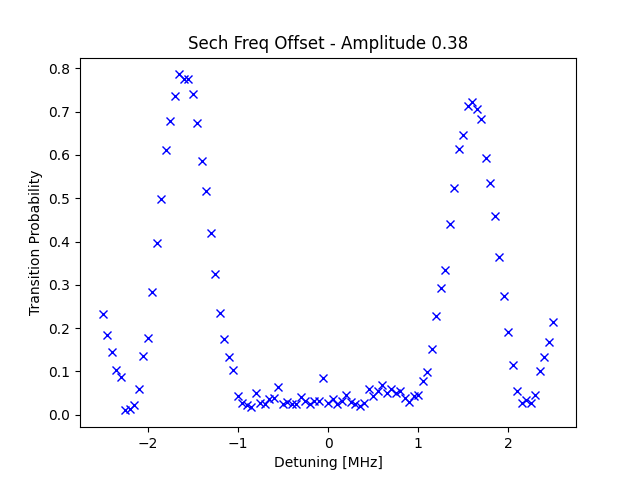 Sech Freq Offset - Amplitude 0.38
0.8
0.7
0.6
0.5
0.4
0.3
0.2
0.1
0.0
Transition Probability
−2 −1 0 1 2
Detuning [MHz]